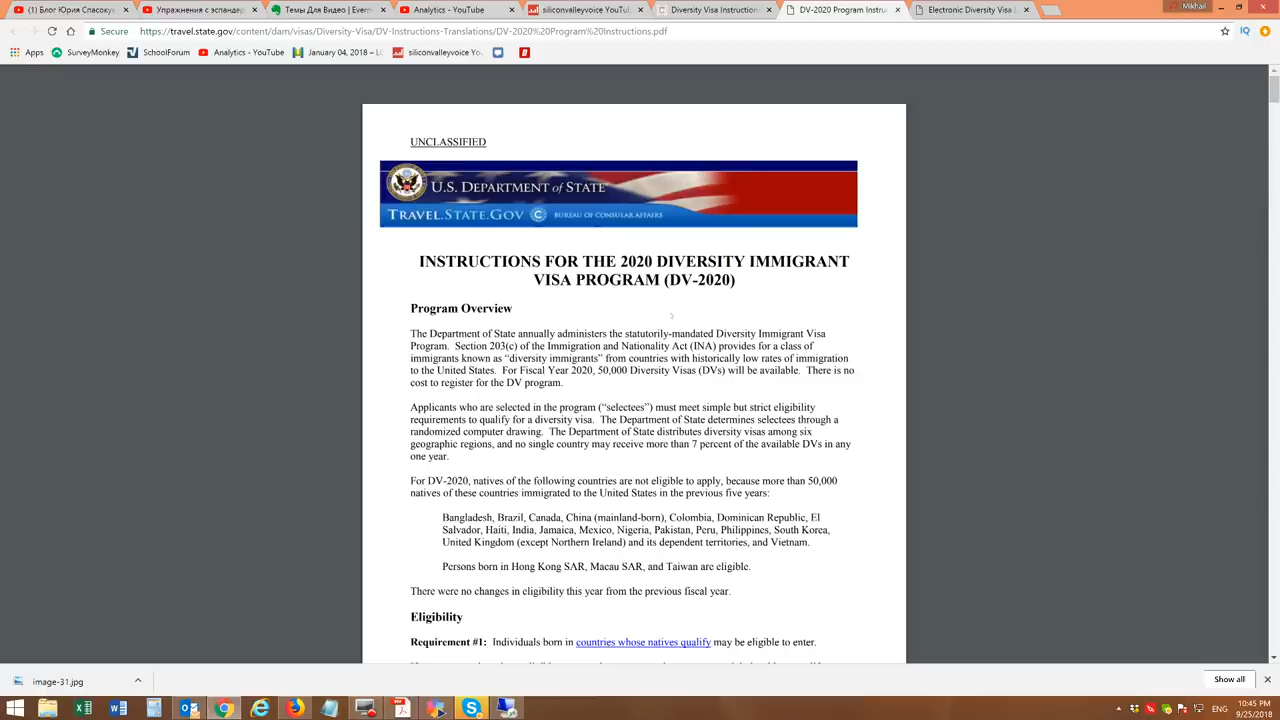 (1) Блог Юрия Спасокук
Упражнения с эспандер
Темы Для Видео | Evern
Analytics - YouTube
siliconvalleyvoice YouTu
Diversity Visa Instruction
DV-2020 Program Instru
Electronic Diversity Visa L
Mikhail
Secure https://travel.state.gov/content/dam/visas/Diversity-Visa/DV-Instructions-Translations/DV-2020%20Program%20Instructions.pdf
Apps SurveyMonkey SchoolForum Analytics - YouTube January 04, 2018 – LO siliconvalleyvoice You
UNCLASSIFIED
U.S. DEPARTMENT of STATE
TRAVEL.STATE.GOV BUREAU OF CONSULAR AFFAIRS
INSTRUCTIONS FOR THE 2020 DIVERSITY IMMIGRANT
VISA PROGRAM (DV-2020)
Program Overview
The Department of State annually administers the statutorily-mandated Diversity Immigrant Visa
Program. Section 203(c) of the Immigration and Nationality Act (INA) provides for a class of
immigrants known as “diversity immigrants” from countries with historically low rates of immigration
to the United States. For Fiscal Year 2020, 50,000 Diversity Visas (DVs) will be available. There is no
cost to register for the DV program.
Applicants who are selected in the program (“selectees”) must meet simple but strict eligibility
requirements to qualify for a diversity visa. The Department of State determines selectees through a
randomized computer drawing. The Department of State distributes diversity visas among six
geographic regions, and no single country may receive more than 7 percent of the available DVs in any
one year.
For DV-2020, natives of the following countries are not eligible to apply, because more than 50,000
natives of these countries immigrated to the United States in the previous five years:
Bangladesh, Brazil, Canada, China (mainland-born), Colombia, Dominican Republic, El
Salvador, Haiti, India, Jamaica, Mexico, Nigeria, Pakistan, Peru, Philippines, South Korea,
United Kingdom (except Northern Ireland) and its dependent territories, and Vietnam.
Persons born in Hong Kong SAR, Macau SAR, and Taiwan are eligible.
There were no changes in eligibility this year from the previous fiscal year.
Eligibility
Requirement #1: Individuals born in countries whose natives qualify may be eligible to enter.
image-31.jpg
Show all
10:45 PM
9/25/2018